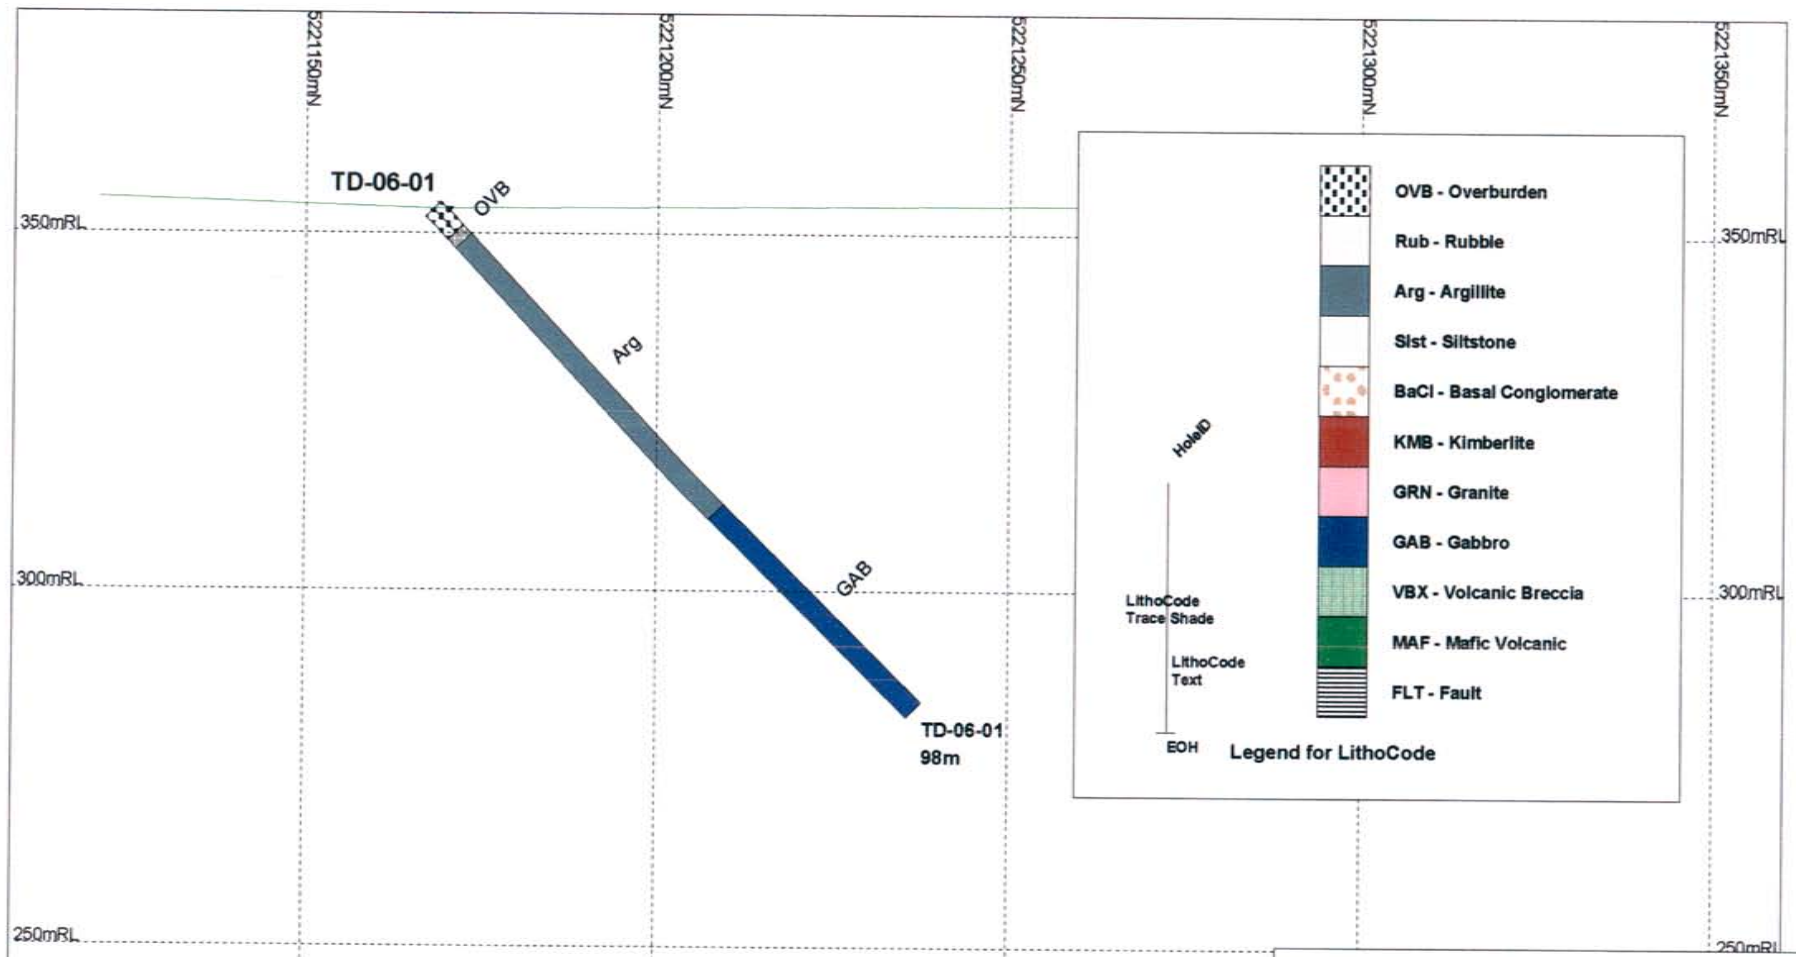 5221150mN
5221200mN
5221250mN
5221300mN
5221350mN
TD-06-01
OVB
350mRL
350mRL
Arg
GAB
300mRL
300mRL
TD-06-01
98m
250mRL
250mRL
OVB - Overburden
Rub - Rubble
Arg - Argillite
Slst - Siltstone
BaCl - Basal Conglomerate
KMB - Kimberlite
GRN - Granite
GAB - Gabbro
VBX - Volcanic Breccia
MAF - Mafic Volcanic
FLT - Fault
HoleID
LithoCode
Trace Shade
LithoCode
Text
EOH
Legend for LithoCode